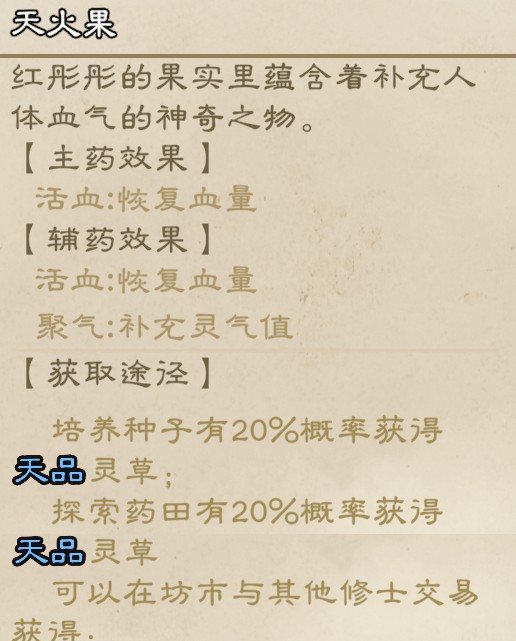 天火果
红彤彤的果实里蕴含着补充人
体血气的神奇之物。
【主药效果】
活血:恢复血量
【辅药效果】
活血:恢复血量
聚气:补充灵气值
【获取途径】
培养种子有20%概率获得
天品灵草;
探索药田有20%概率获得
天品灵草
可以在坊市与其他修士交易
获得;